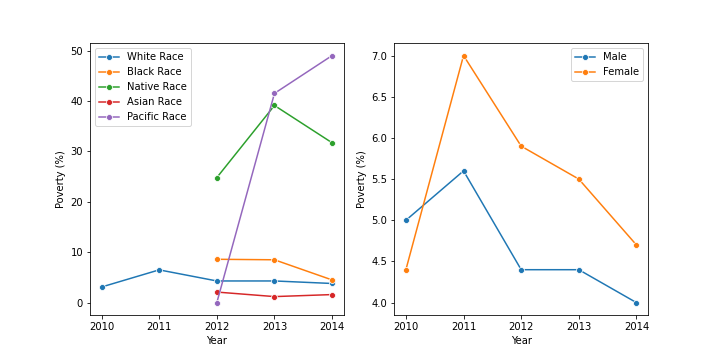 White Race
Black Race
Native Race
Asian Race
Pacific Race
Poverty (%)
50
40
30
20
10
0
2010 2011 2012 2013 2014
Year
Male
Female
Poverty (%)
7.0
6.5
6.0
5.5
5.0
4.5
4.0
2010 2011 2012 2013 2014
Year